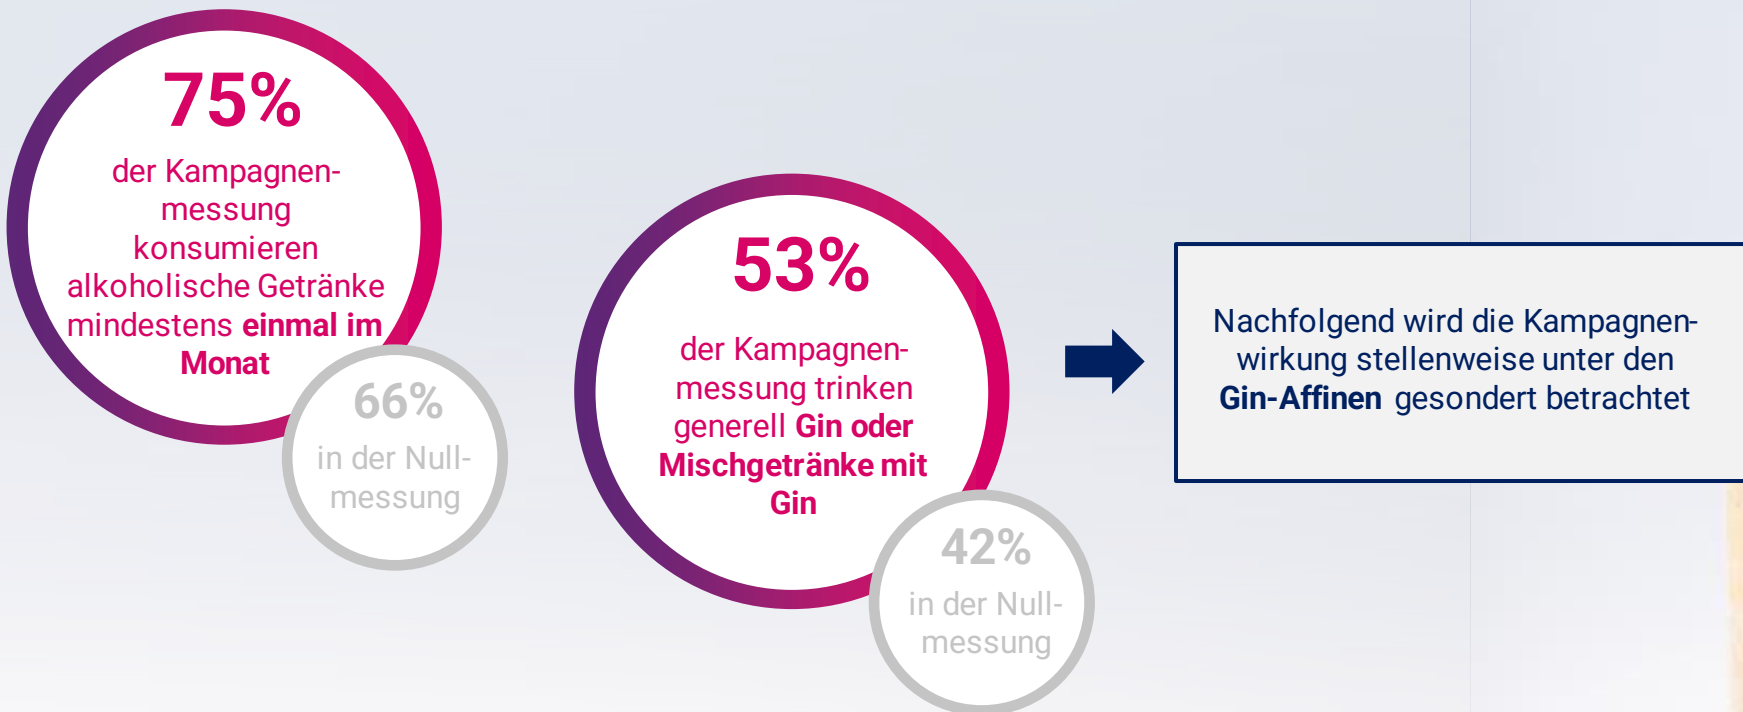 75%
der Kampagnen-
messung
konsumieren
alkoholische Getränke
mindestens einmal im
Monat
66%
in der Null-
messung
53%
der Kampagnen-
messung trinken
generell Gin oder
Mischgetränke mit
Gin
42%
in der Null-
messung
Nachfolgend wird die Kampagnen-
wirkung stellenweise unter den
Gin-Affinen gesondert betrachtet